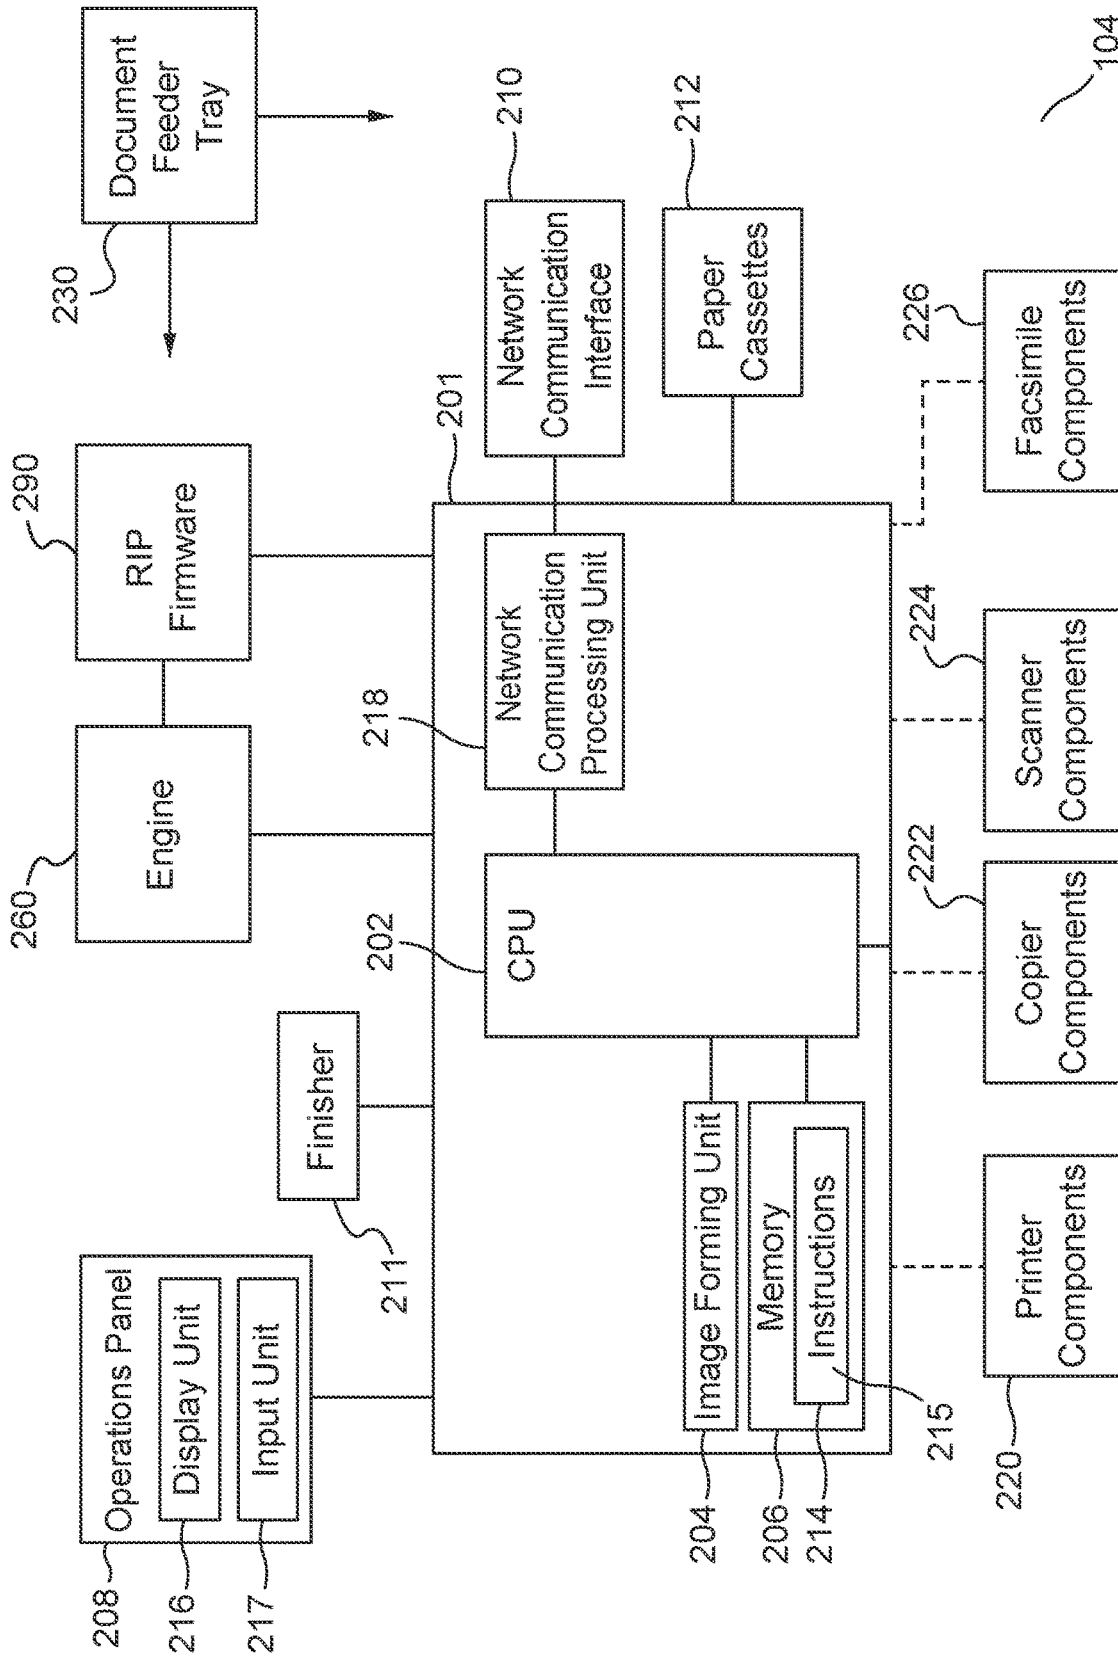 208
Operations Panel
216
Display Unit
217
Input Unit
211
Finisher
260
Engine
290
RIP
Firmware
230
Document
Feeder
Tray
201
202
CPU
218
Network
Communication
Processing Unit
210
Network
Communication
Interface
212
Paper
Cassettes
204
Image Forming Unit
206
Memory
214
Instructions
215
220
Printer
Components
222
Copier
Components
224
Scanner
Components
226
Facsimile
Components
104